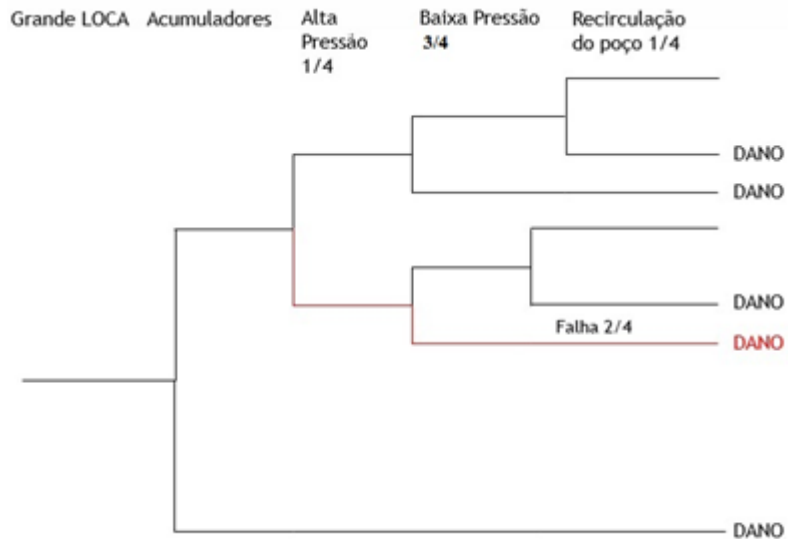 Grande LOCA
Acumuladores
Alta
Pressão
1/4
Baixa Pressão
3/4
Recirculação
do poço 1/4
DANO
DANO
DANO
Falha 2/4
DANO
DANO